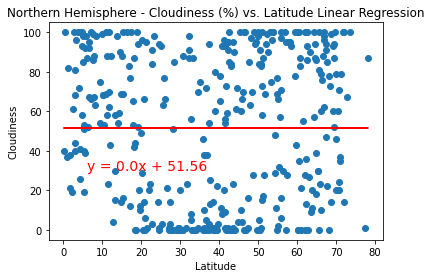 Northern Hemisphere - Cloudiness (%) vs. Latitude Linear Regression
100
80
60
40
20
0
Cloudiness
y = 0.0x + 51.56
0 10 20 30 40 50 60 70 80
Latitude